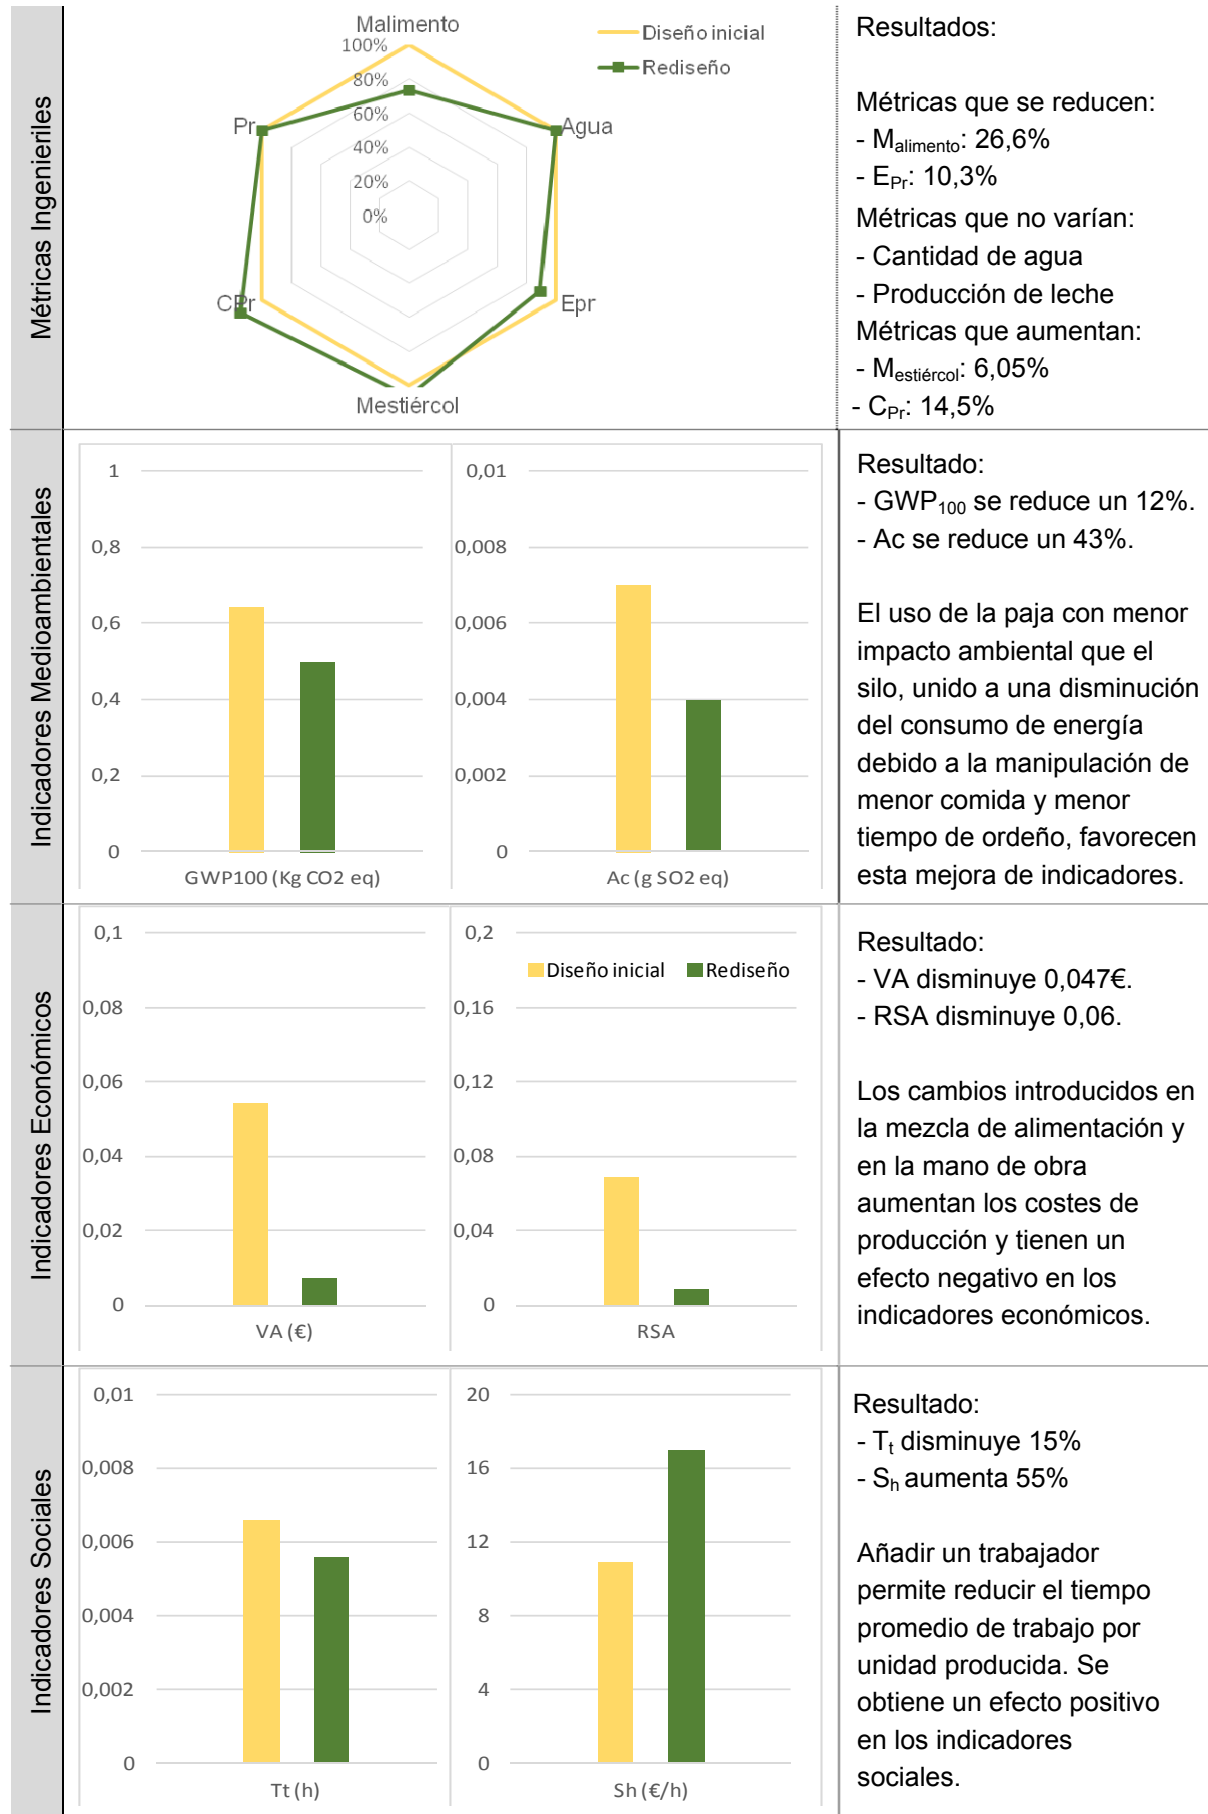 Métricas Ingenieriles
Malimento
100%
80%
60%
40%
20%
0%
Agua
Epr
Mestiércol
CPr
Pr
Diseño inicial
Rediseño
Resultados:
Métricas que se reducen:
- Malimento: 26,6%
- EPr: 10,3%
Métricas que no varían:
- Cantidad de agua
- Producción de leche
Métricas que aumentan:
- Mestiércol: 6,05%
- CPr: 14,5%
Indicadores Medioambientales
1
0,8
0,6
0,4
0,2
0
GWP100 (Kg CO2 eq)
0,01
0,008
0,006
0,004
0,002
0
Ac (g SO2 eq)
Resultado:
- GWP100 se reduce un 12%.
- Ac se reduce un 43%.
El uso de la paja con menor
impacto ambiental que el
silo, unido a una disminución
del consumo de energía
debido a la manipulación de
menor comida y menor
tiempo de ordeño, favorecen
esta mejora de indicadores.
Indicadores Económicos
0,1
0,08
0,06
0,04
0,02
0
VA (€)
0,2
0,16
0,12
0,08
0,04
0
RSA
Diseño inicial
Rediseño
Resultado:
- VA disminuye 0,047€.
- RSA disminuye 0,06.
Los cambios introducidos en
la mezcla de alimentación y
en la mano de obra
aumentan los costes de
producción y tienen un
efecto negativo en los
indicadores económicos.
Indicadores Sociales
0,01
0,008
0,006
0,004
0,002
0
Tt (h)
20
16
12
8
4
0
Sh (€/h)
Resultado:
- Tt disminuye 15%
- Sh aumenta 55%
Añadir un trabajador
permite reducir el tiempo
promedio de trabajo por
unidad producida. Se
obtiene un efecto positivo
en los indicadores
sociales.